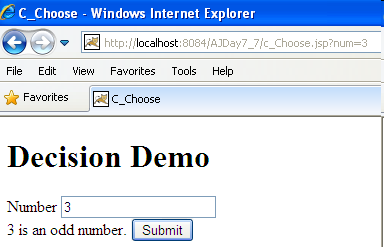 C_Choose - Windows Internet Explorer
http://localhost:8084/AJDay7_7/c_Choose.jsp?num=3
File Edit View Favorites Tools Help
Favorites C_Choose
Decision Demo
Number 3
3 is an odd number. Submit